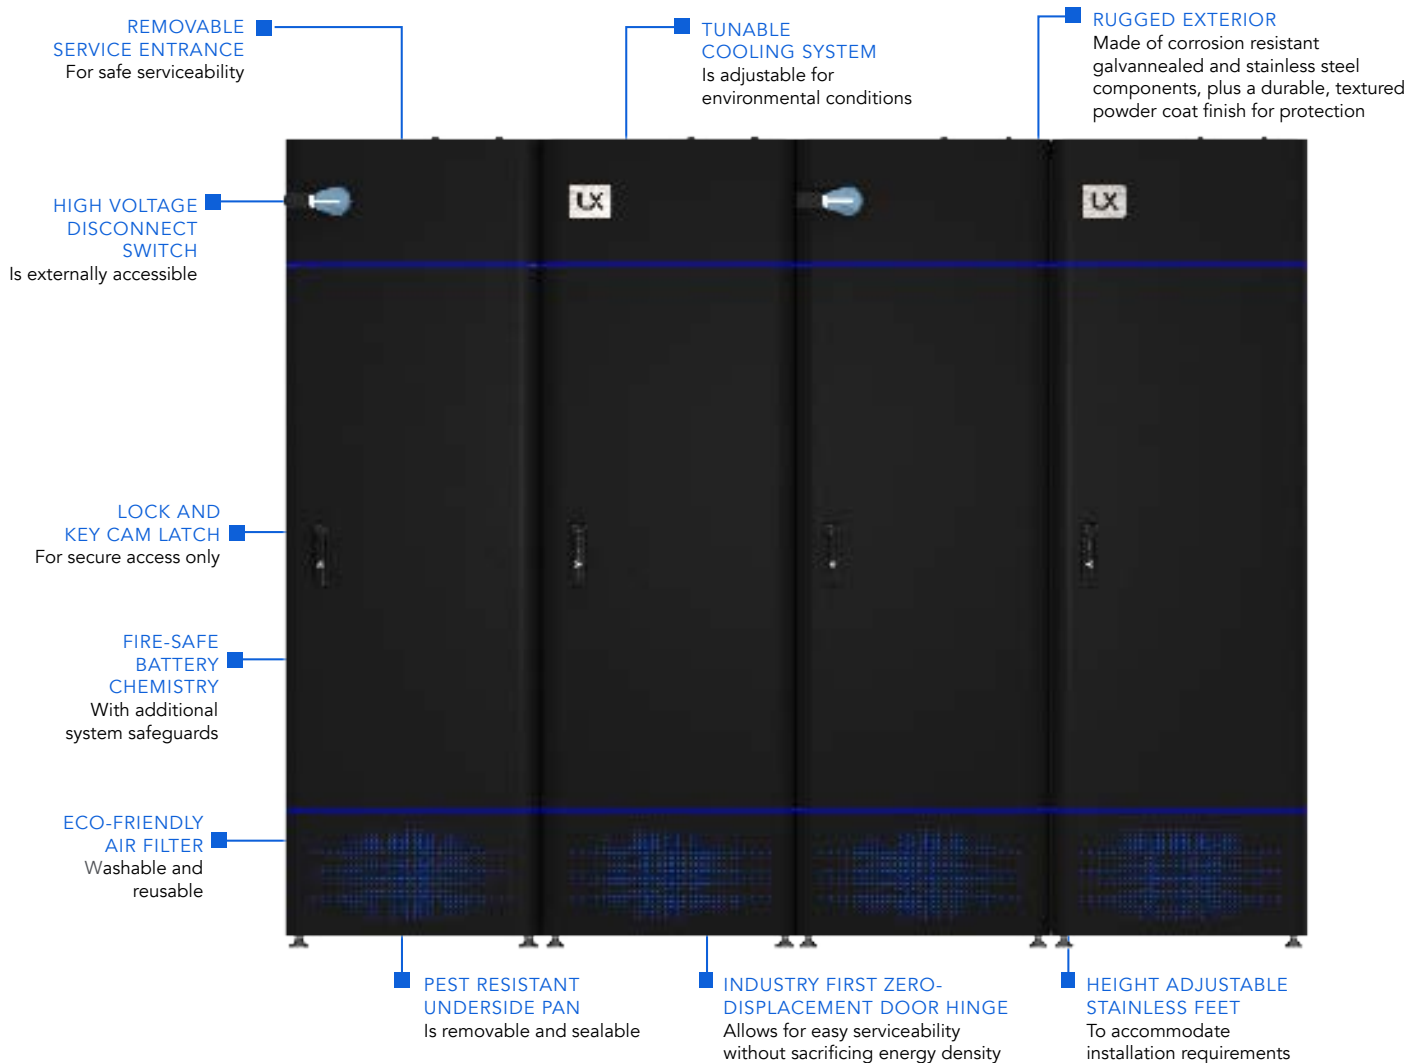 REMOVABLE
SERVICE ENTRANCE
For safe serviceability
TUNABLE
COOLING SYSTEM
Is adjustable for
environmental conditions
RUGGED EXTERIOR
Made of corrosion resistant
galvannealed and stainless steel
components, plus a durable, textured
powder coat finish for protection
HIGH VOLTAGE
DISCONNECT
SWITCH
Is externally accessible
UX
UX
LOCK AND
KEY CAM LATCH
For secure access only
FIRE-SAFE
BATTERY
CHEMISTRY
With additional
system safeguards
ECO-FRIENDLY
AIR FILTER
Washable and
reusable
PEST RESISTANT
UNDERSIDE PAN
Is removable and sealable
INDUSTRY FIRST ZERO-
DISPLACEMENT DOOR HINGE
Allows for easy serviceability
without sacrificing energy density
HEIGHT ADJUSTABLE
STAINLESS FEET
To accommodate
installation requirements